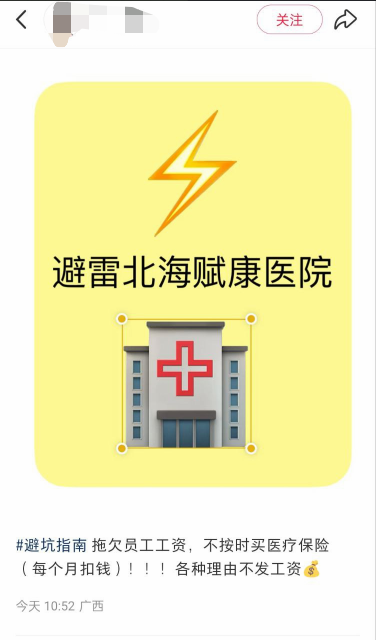 关注
避雷北海赋康医院
#避坑指南 拖欠员工工资，不按时买医疗保险
（每个月扣钱）！！！各种理由不发工资💰
今天 10:52 广西